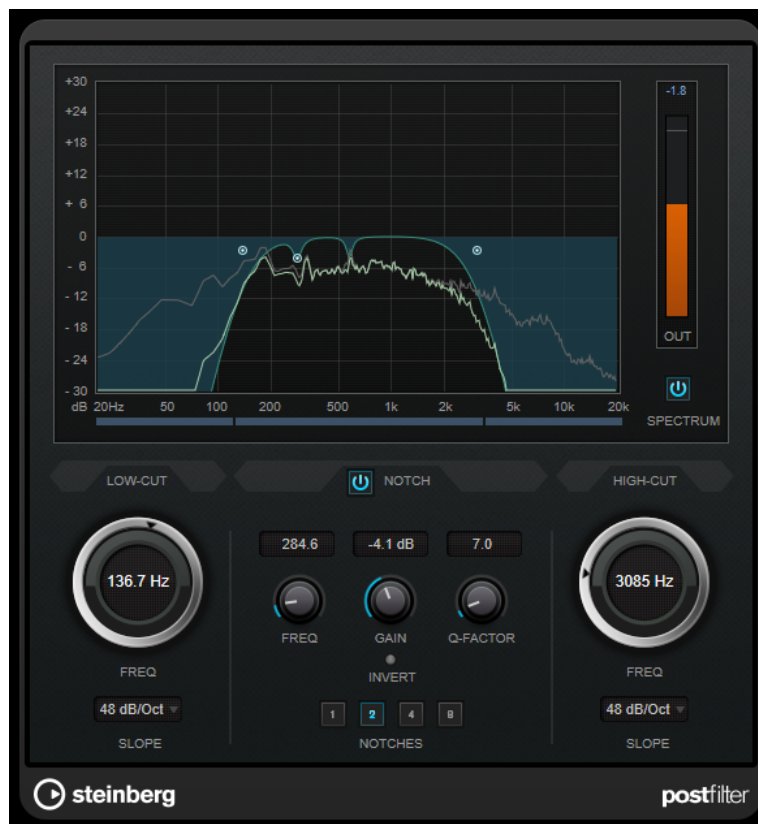 +30
-1.8
+24
+18
+12
+ 6
0
- 6
- 12
- 18
- 24
- 30
OUT
dB 20Hz 50 100 200 500 1k 2k 5k 10k 20k
SPECTRUM
LOW-CUT NOTCH HIGH-CUT
284.6 -4.1 dB 7.0
136.7 Hz 3085 Hz
FREQ GAIN Q-FACTOR
FREQ INVERT FREQ
48 dB/Oct 1 2 4 8 48 dB/Oct
SLOPE NOTCHES SLOPE
steinberg postfilter